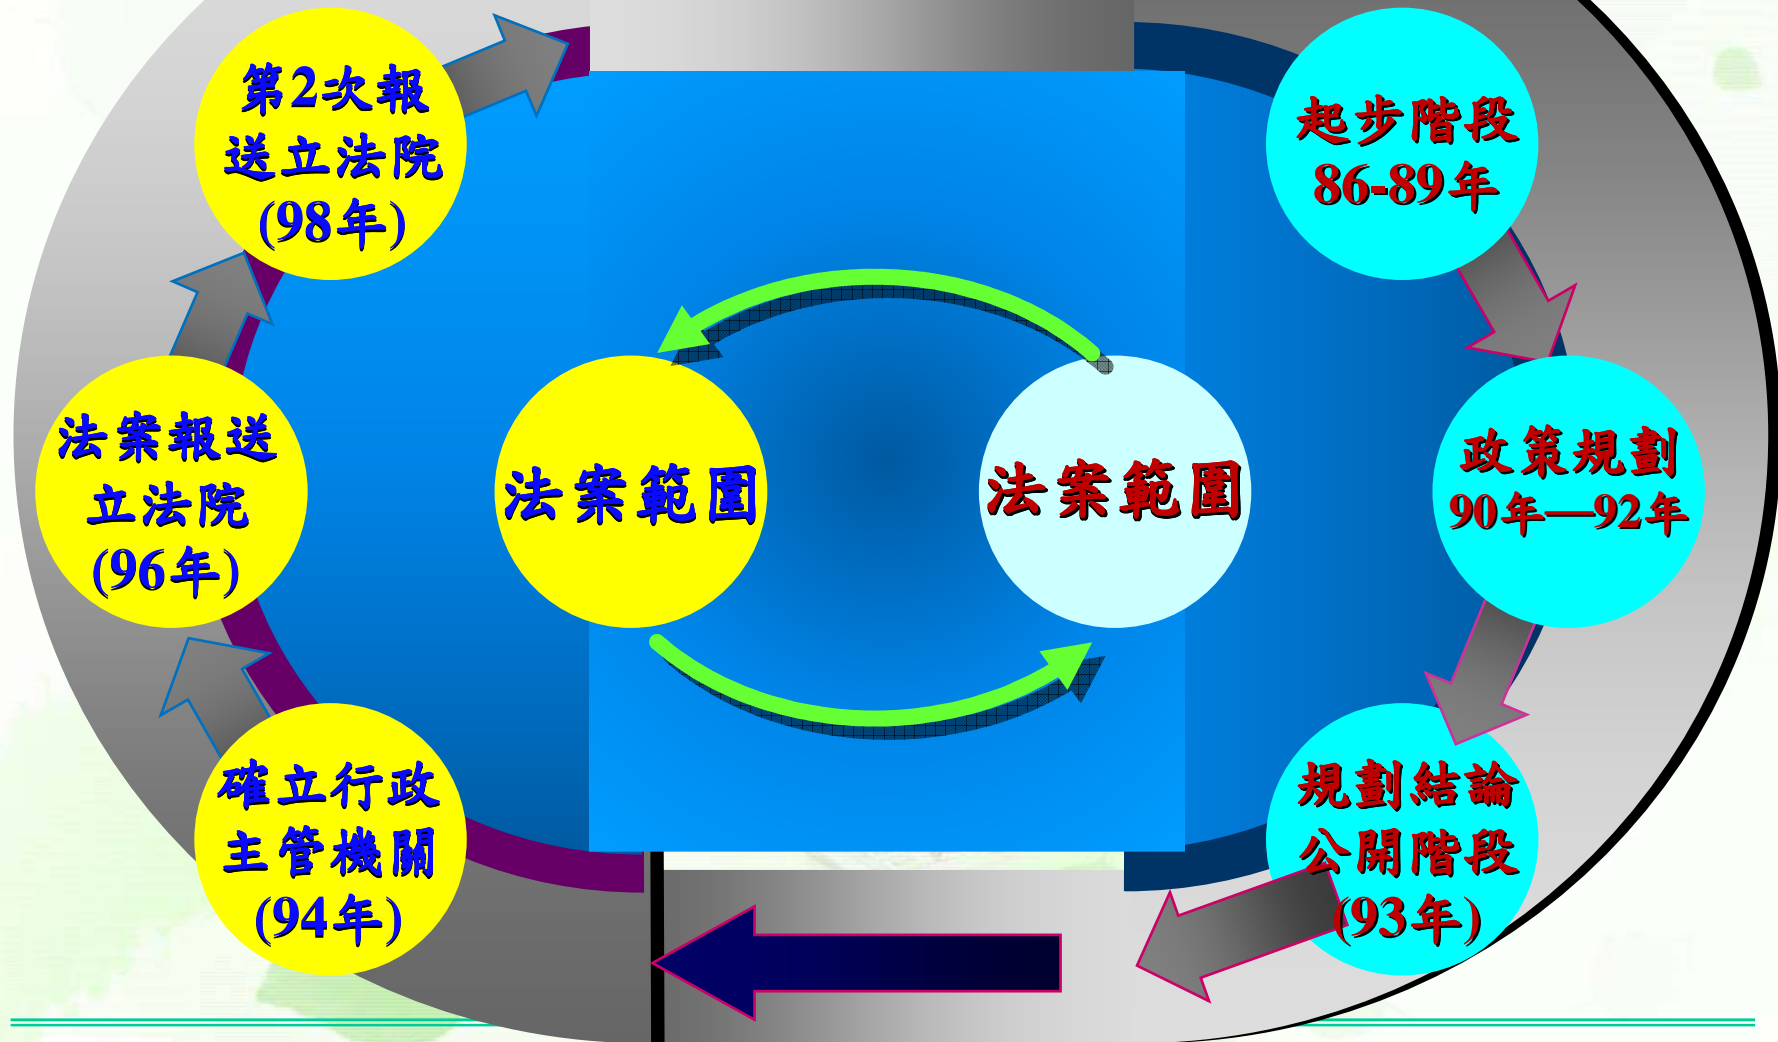 第2次報
送立法院
(98年)
起步階段
86-89年
法案報送
立法院
(96年)
法案範圍
法案範圍
政策規劃
90年—92年
確立行政
主管機關
(94年)
規劃結論
公開階段
(93年)